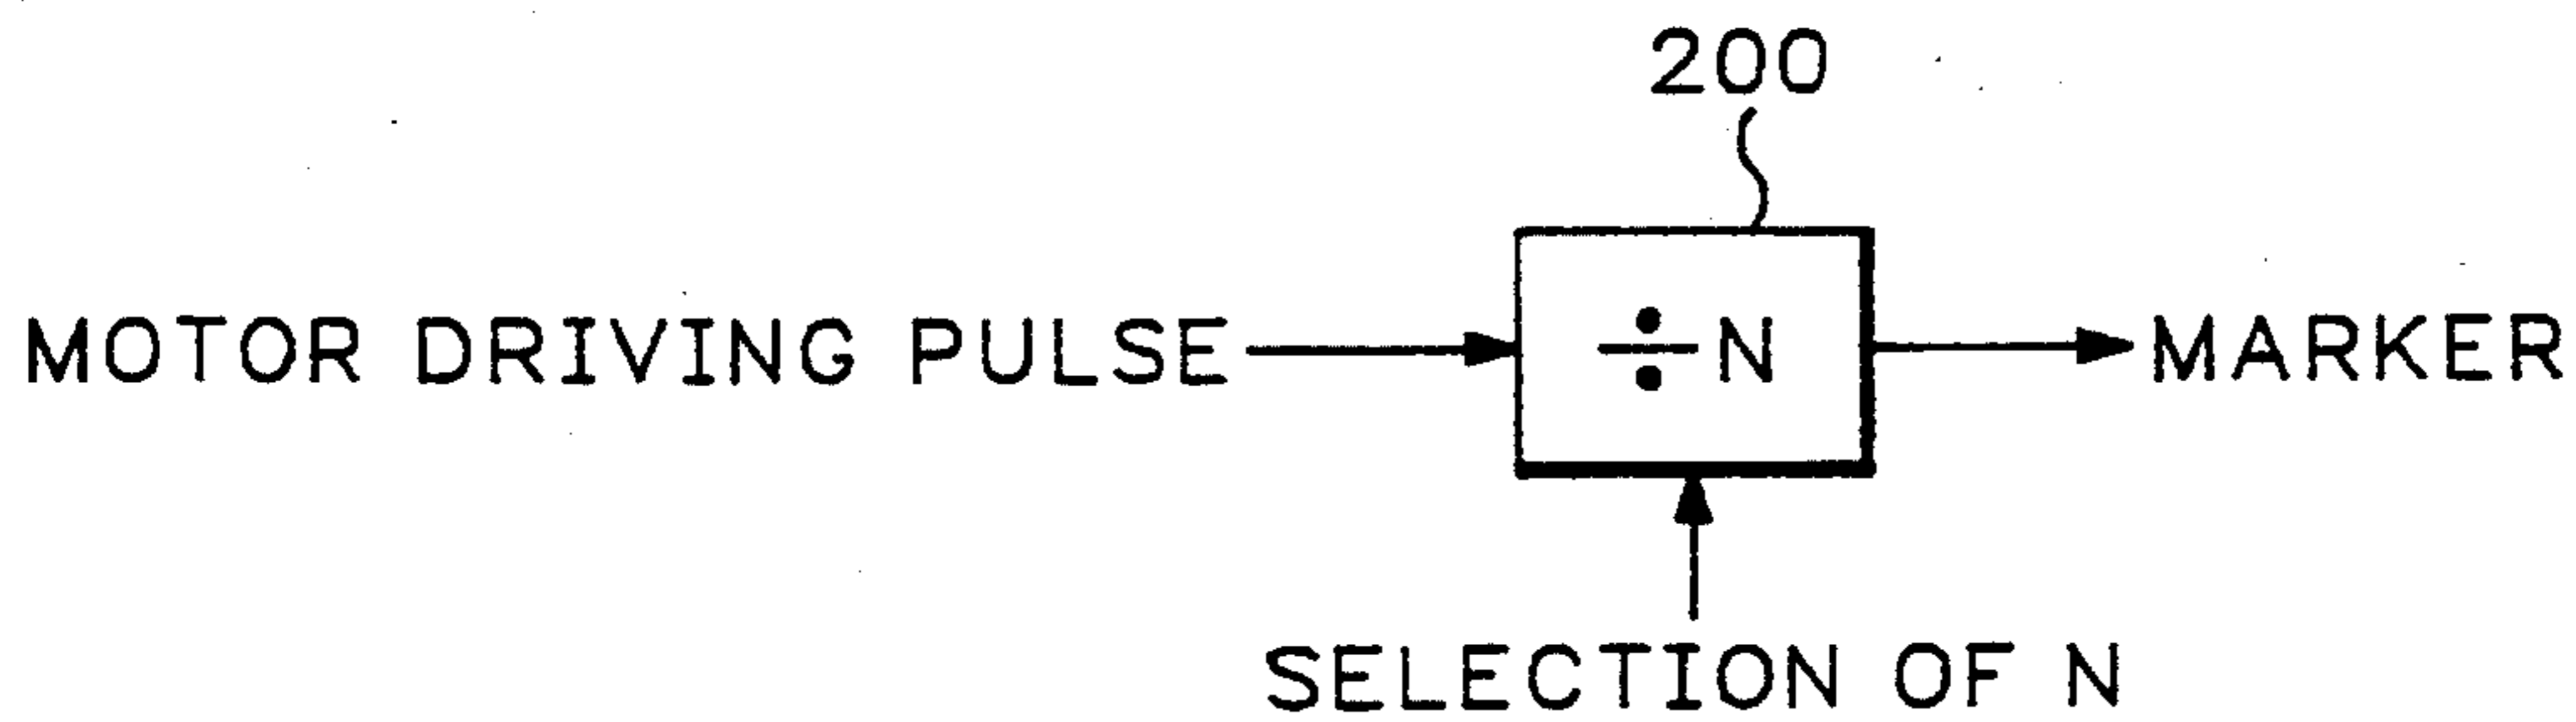 200
MOTOR DRIVING PULSE
÷N
MARKER
SELECTION OF N